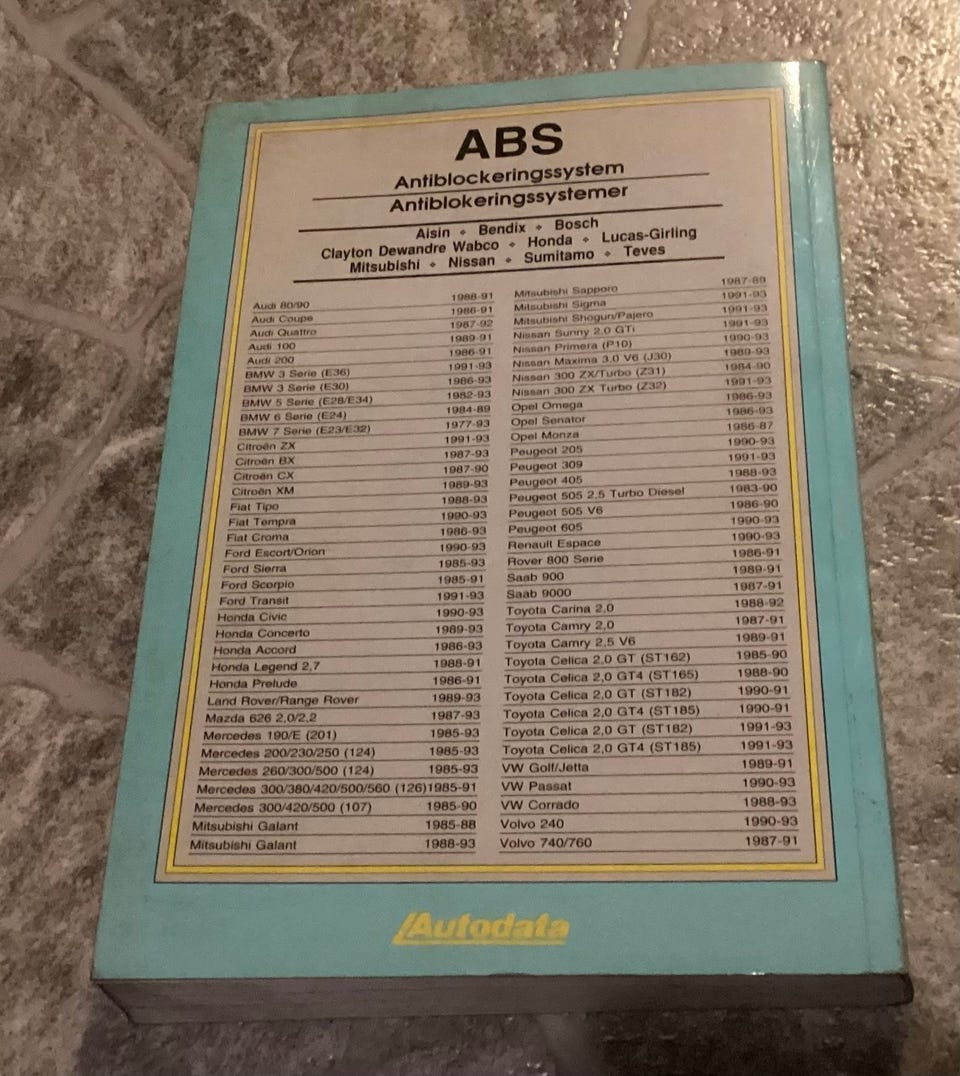 ABS
Antiblockeringssystem
Antiblokeringssystemer
Aisin ⬥ Bendix ⬥ Bosch
Clayton Dewandre Wabco ⬥ Honda ⬥ Lucas-Girling
Mitsubishi ⬥ Nissan ⬥ Sumitamo ⬥ Teves
Audi 80/90 1988-91
Audi Coupe 1986-91
Audi Quattro 1987-92
Audi 100 1989-91
Audi 200 1986-91
BMW 3 Serie (E36) 1991-93
BMW 3 Serie (E30) 1986-93
BMW 5 Serie (E28/E34) 1982-93
BMW 6 Serie (E24) 1984-89
BMW 7 Serie (E23/E32) 1977-93
Citroën ZX 1991-93
Citroën BX 1987-93
Citroën CX 1987-90
Citroën XM 1989-93
Fiat Tipo 1988-93
Fiat Tempra 1990-93
Fiat Croma 1986-93
Ford Escort/Orion 1990-93
Ford Sierra 1985-93
Ford Scorpio 1985-91
Ford Transit 1991-93
Honda Civic 1990-93
Honda Concerto 1989-93
Honda Accord 1986-93
Honda Legend 2,7 1988-91
Honda Prelude 1986-91
Land Rover/Range Rover 1989-93
Mazda 626 2,0/2,2 1987-93
Mercedes 190/E (201) 1985-93
Mercedes 200/230/250 (124) 1985-93
Mercedes 260/300/500 (124) 1985-93
Mercedes 300/380/420/500/560 (126)1985-91
Mercedes 300/420/500 (107) 1985-90
Mitsubishi Galant 1985-88
Mitsubishi Galant 1988-93
Mitsubishi Sapporo 1987-89
Mitsubishi Sigma 1991-93
Mitsubishi Shogun/Pajero 1991-93
Nissan Sunny 2.0 GTi 1991-93
Nissan Primera (P10) 1990-93
Nissan Maxima 3.0 V6 (J30) 1989-93
Nissan 300 ZX/Turbo (Z31) 1984-90
Nissan 300 ZX Turbo (Z32) 1991-93
Opel Omega 1986-93
Opel Senator 1986-93
Opel Monza 1986-87
Peugeot 205 1990-93
Peugeot 309 1991-93
Peugeot 405 1988-93
Peugeot 505 2,5 Turbo Diesel 1983-90
Peugeot 505 V6 1986-90
Peugeot 605 1990-93
Renault Espace 1990-93
Rover 800 Serie 1986-91
Saab 900 1989-91
Saab 9000 1987-91
Toyota Carina 2,0 1988-92
Toyota Camry 2,0 1987-91
Toyota Camry 2,5 V6 1989-91
Toyota Celica 2,0 GT (ST162) 1985-90
Toyota Celica 2,0 GT4 (ST165) 1988-90
Toyota Celica 2,0 GT (ST182) 1990-91
Toyota Celica 2,0 GT4 (ST185) 1990-91
Toyota Celica 2,0 GT (ST182) 1991-93
Toyota Celica 2,0 GT4 (ST185) 1991-93
VW Golf/Jetta 1989-91
VW Passat 1990-93
VW Corrado 1988-93
Volvo 240 1990-93
Volvo 740/760 1987-91
Autodata